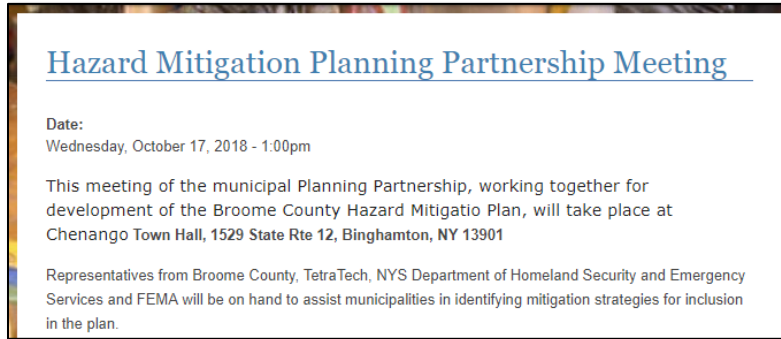 Hazard Mitigation Planning Partnership Meeting
Date:
Wednesday, October 17, 2018 - 1:00pm
This meeting of the municipal Planning Partnership, working together for
development of the Broome County Hazard Mitigatio Plan, will take place at
Chenango Town Hall, 1529 State Rte 12, Binghamton, NY 13901
Representatives from Broome County, TetraTech, NYS Department of Homeland Security and Emergency
Services and FEMA will be on hand to assist municipalities in identifying mitigation strategies for inclusion
in the plan.